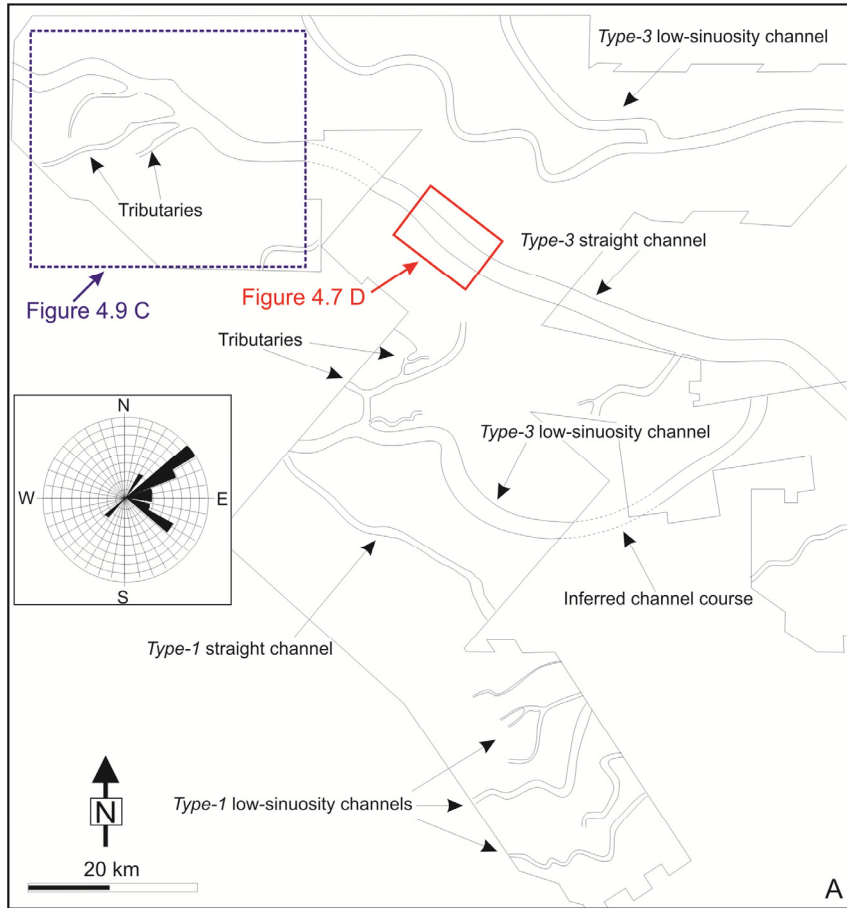 Type-3 low-sinuosity channel
Tributaries
Type-3 straight channel
Figure 4.9 C
Figure 4.7 D
Tributaries
N
W
E
S
Type-3 low-sinuosity channel
Inferred channel course
Type-1 straight channel
Type-1 low-sinuosity channels
N
20 km
A